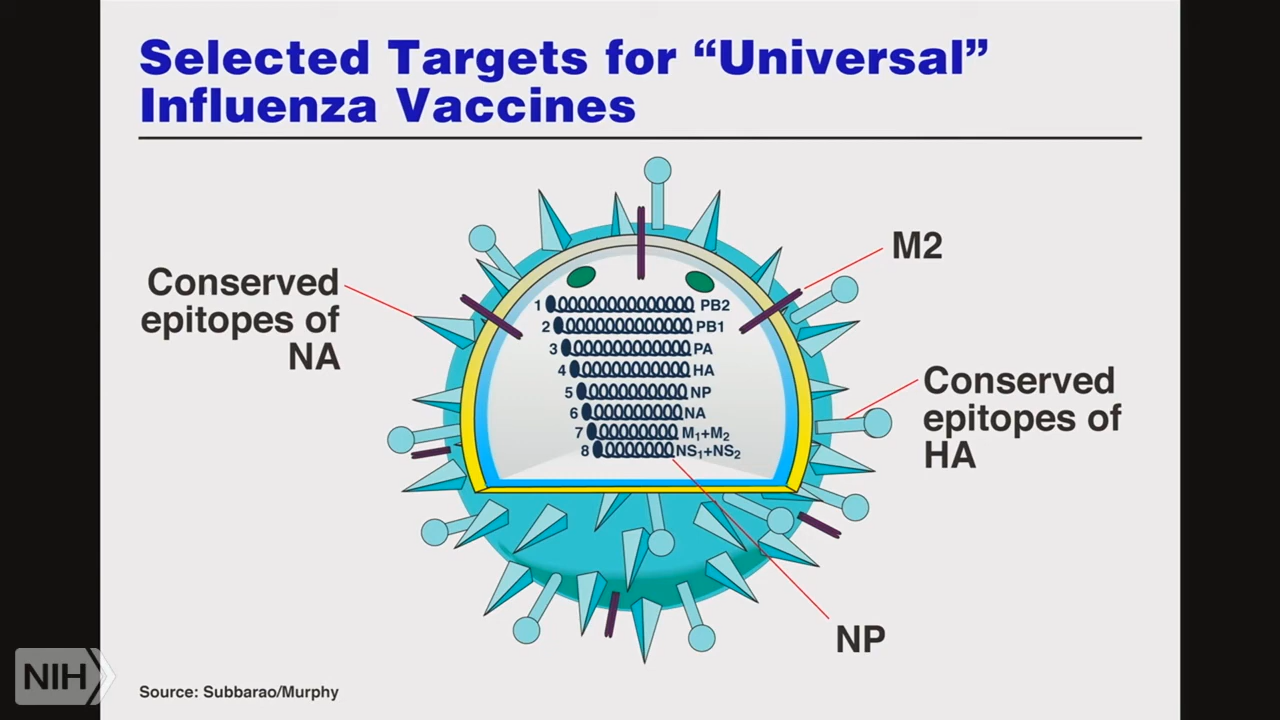 Selected Targets for “Universal”
Influenza Vaccines
Conserved
epitopes of
NA
M2
Conserved
epitopes of
HA
NP
1 PB2
2 PB1
3 PA
4 HA
5 NP
6 NA
7 M₁+M₂
8 NS₁+NS₂
NIH
Source: Subbarao/Murphy